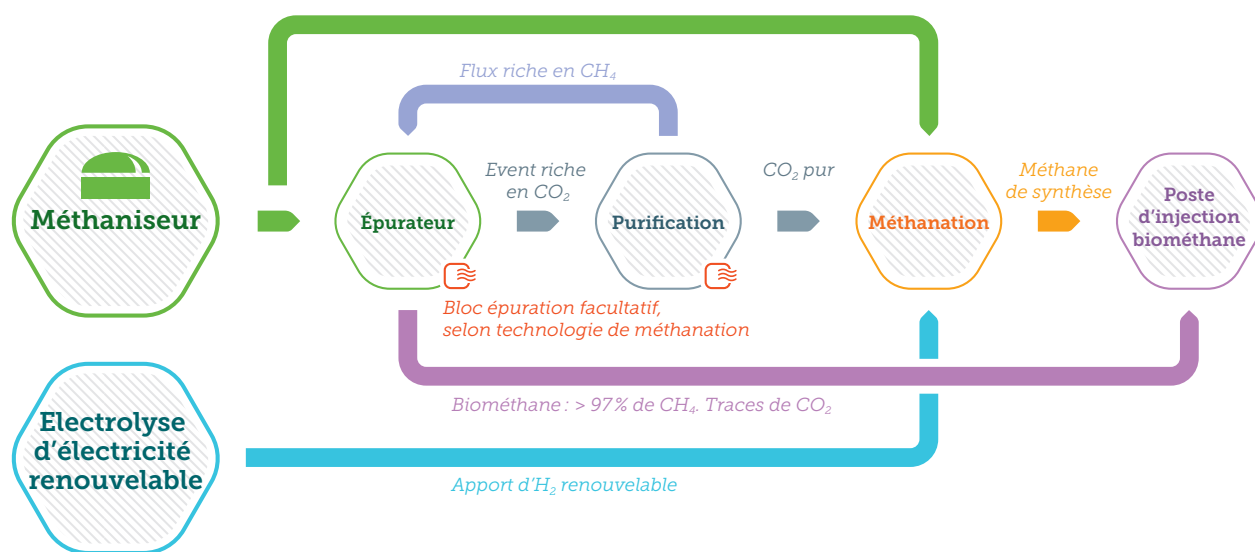 Flux riche en CH₄
Méthaniseur
Épurateur
Event riche
en CO₂
Purification
CO₂ pur
Méthanation
Méthane
de synthèse
Poste
d’injection
biométhane
Bloc épuration facultatif,
selon technologie de méthanation
Biométhane : > 97 % de CH₄. Traces de CO₂
Electrolyse
d’électricité
renouvelable
Apport d’H₂ renouvelable